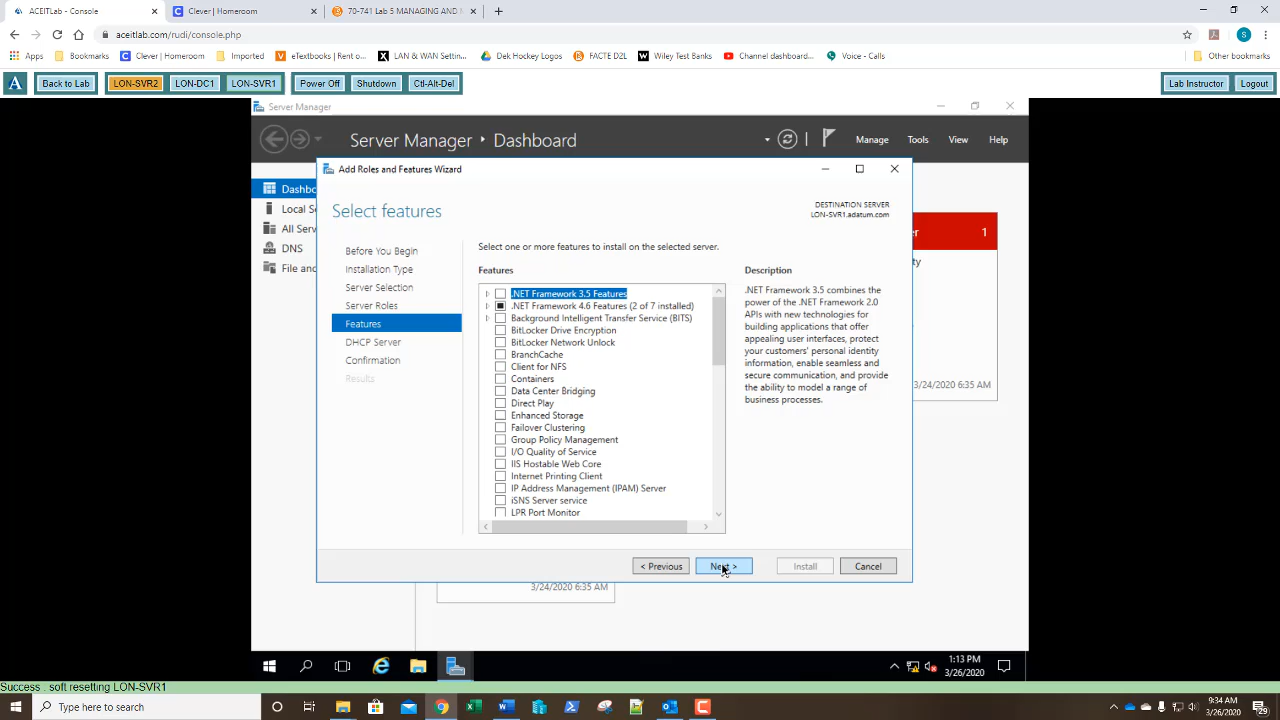 ACEITLab - Console
Clever | Homeroom
70-741 Lab 5 MANAGING AND M
aceitlab.com/rudi/console.php
Apps
Bookmarks
Clever | Homeroom
Imported
eTextbooks | Rent o...
LAN & WAN Setting...
Dek Hockey Logos
FACTE D2L
Wiley Test Banks
Channel dashboard...
Voice - Calls
Other bookmarks
A
Back to Lab
LON-SVR2
LON-DC1
LON-SVR1
Power Off
Shutdown
Ctl-Alt-Del
Lab Instructor
Logout
Server Manager
Server Manager ‣ Dashboard
Manage
Tools
View
Help
Dashbo
Local Se
All Serv
DNS
File and
Add Roles and Features Wizard
Select features
DESTINATION SERVER
LON-SVR1.adatum.com
Before You Begin
Installation Type
Server Selection
Server Roles
Features
DHCP Server
Confirmation
Results
Select one or more features to install on the selected server.
Features
.NET Framework 3.5 Features
.NET Framework 4.6 Features (2 of 7 installed)
Background Intelligent Transfer Service (BITS)
BitLocker Drive Encryption
BitLocker Network Unlock
BranchCache
Client for NFS
Containers
Data Center Bridging
Direct Play
Enhanced Storage
Failover Clustering
Group Policy Management
I/O Quality of Service
IIS Hostable Web Core
Internet Printing Client
IP Address Management (IPAM) Server
iSNS Server service
LPR Port Monitor
Description
.NET Framework 3.5 combines the
power of the .NET Framework 2.0
APIs with new technologies for
building applications that offer
appealing user interfaces, protect
your customers' personal identity
information, enable seamless and
secure communication, and provide
the ability to model a range of
business processes.
er 1
ty
3/24/2020 6:35 AM
< Previous
Next >
Install
Cancel
3/24/2020 6:35 AM
1:13 PM
3/26/2020
Success : soft resetting LON-SVR1
Type here to search
9:34 AM
3/26/2020